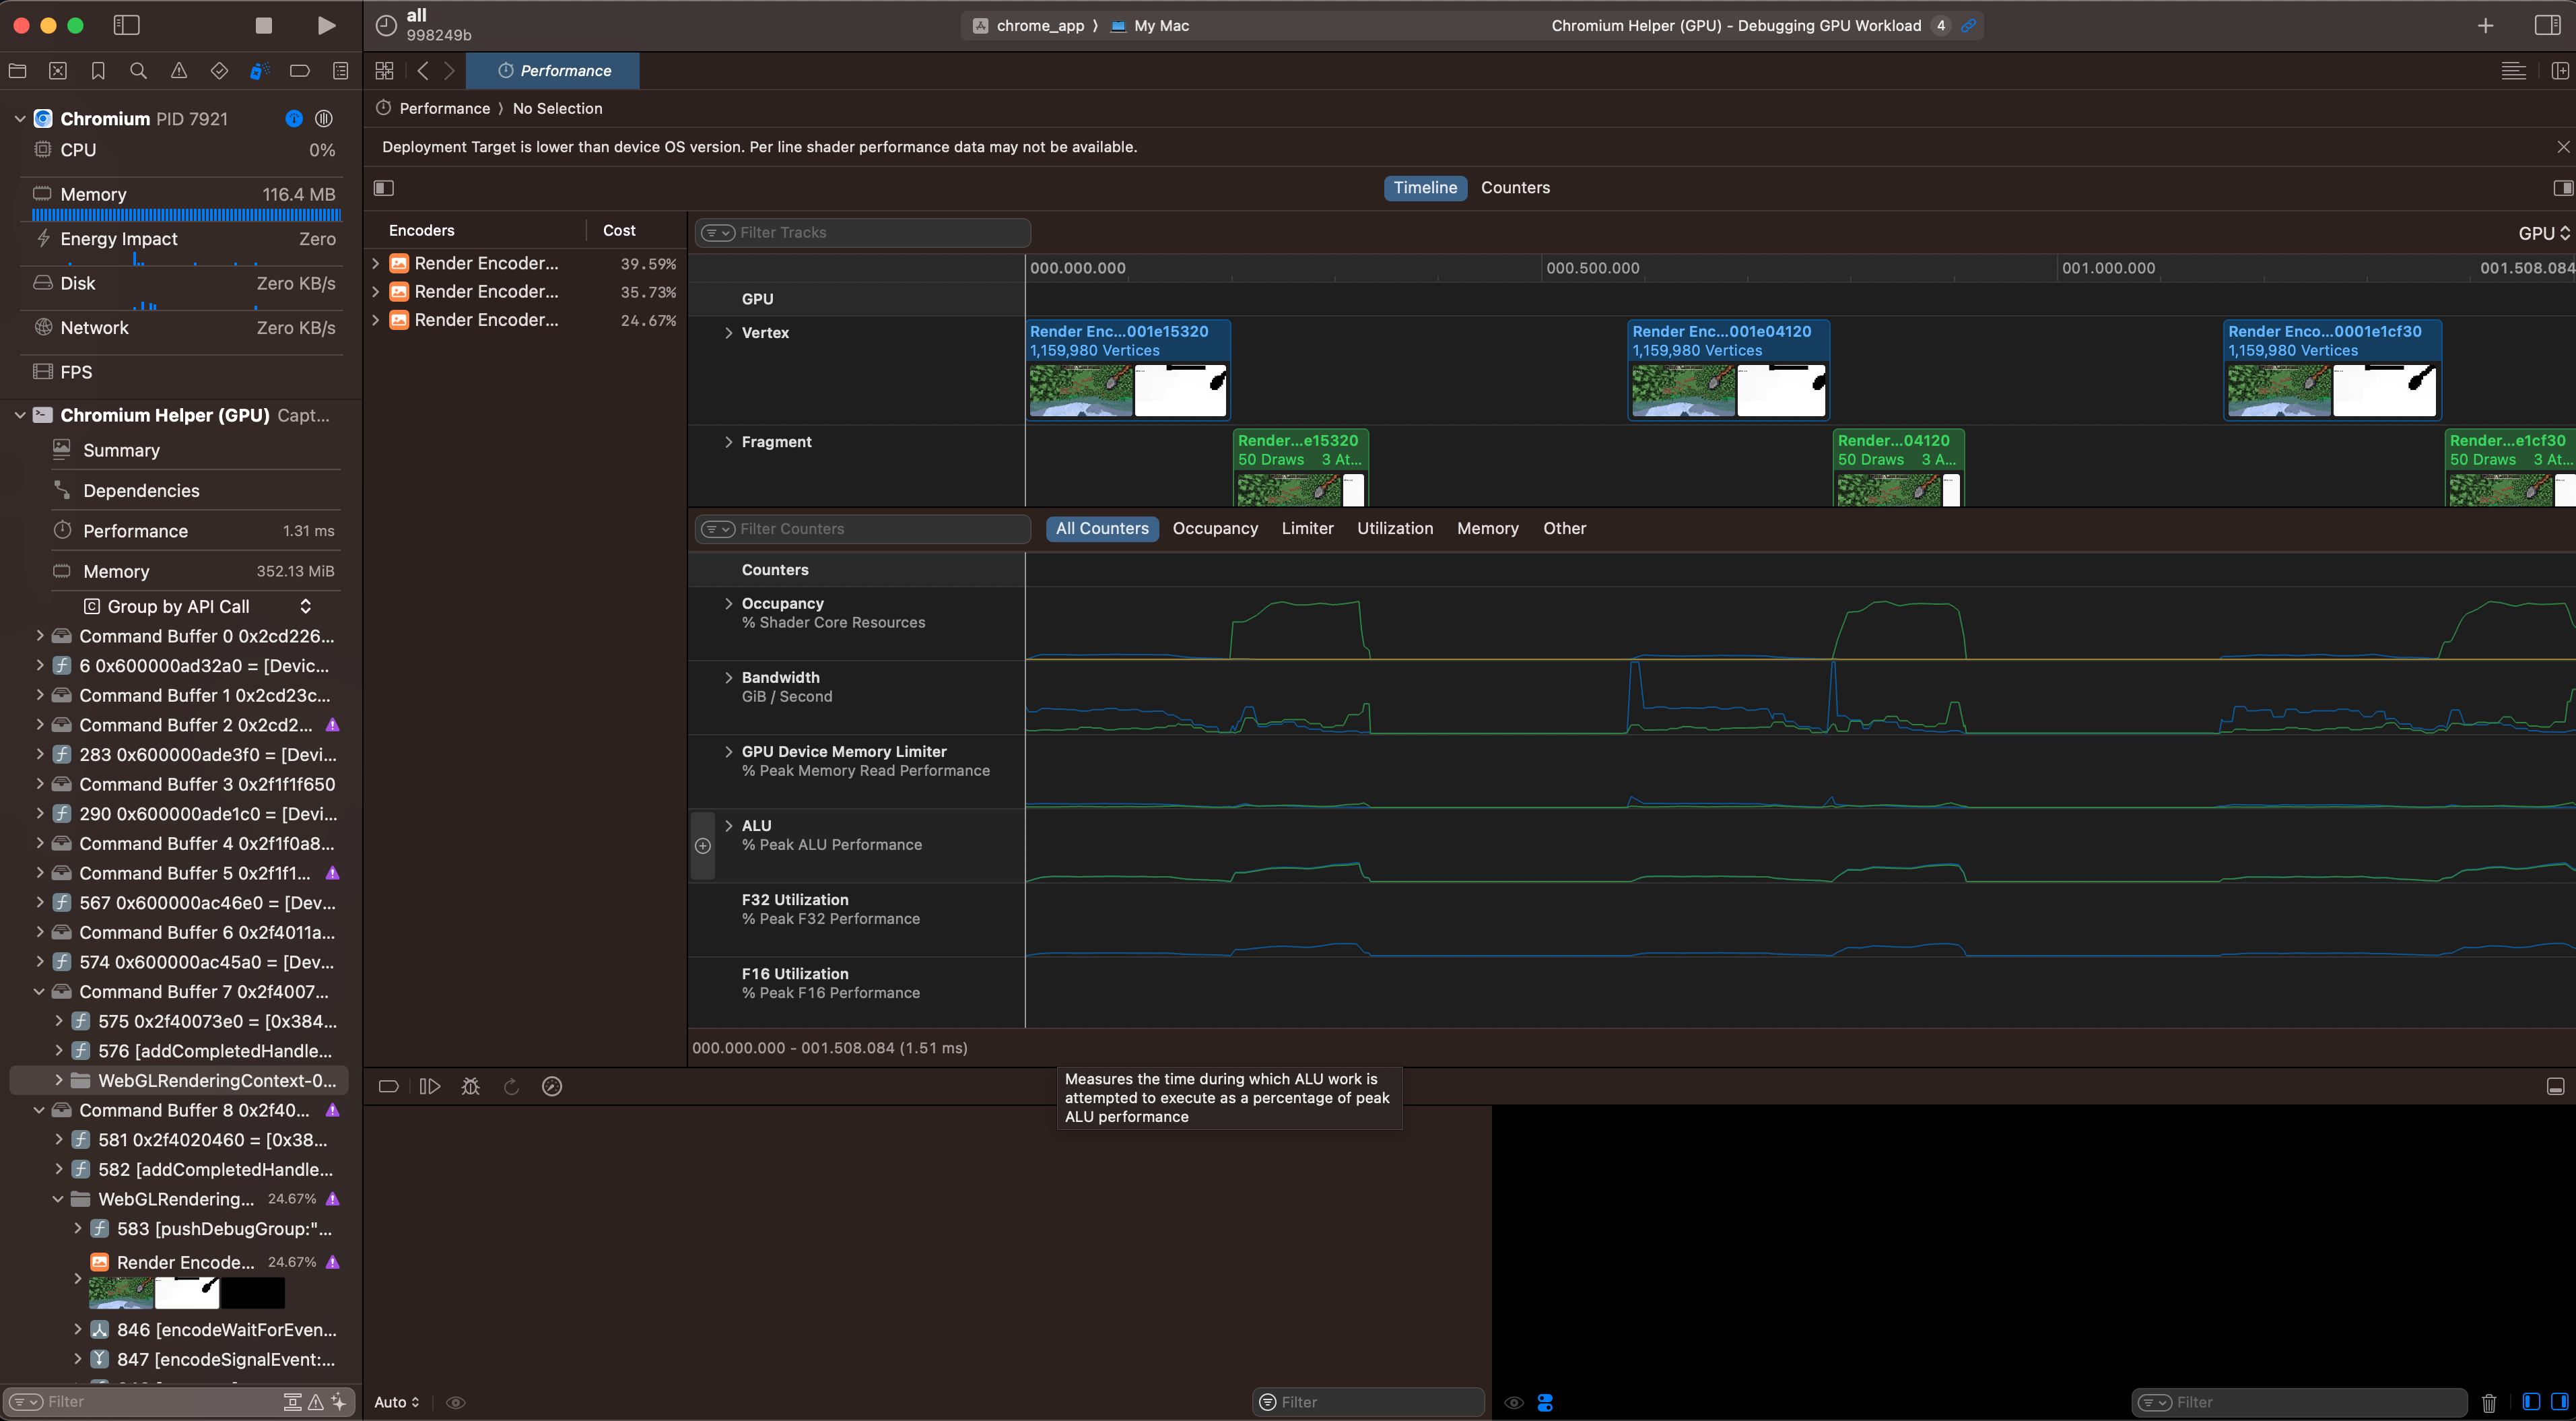 all
998249b
chrome_app
My Mac
Chromium Helper (GPU) - Debugging GPU Workload
4
Performance
Chromium PID 7921
CPU
0%
Memory
116.4 MB
Energy Impact
Zero
Disk
Zero KB/s
Network
Zero KB/s
FPS
Chromium Helper (GPU) Capt...
Summary
Dependencies
Performance
1.31 ms
Memory
352.13 MiB
Group by API Call
Command Buffer 0 0x2cd226...
6 0x600000ad32a0 = [Devic...
Command Buffer 1 0x2cd23c...
Command Buffer 2 0x2cd2...
283 0x600000ade3f0 = [Devi...
Command Buffer 3 0x2f1f1f650
290 0x600000ade1c0 = [Devi...
Command Buffer 4 0x2f1f0a8...
Command Buffer 5 0x2f1f1...
567 0x600000ac46e0 = [Dev...
Command Buffer 6 0x2f4011a...
574 0x600000ac45a0 = [Dev...
Command Buffer 7 0x2f4007...
575 0x2f40073e0 = [0x384...
576 [addCompletedHandle...
WebGLRenderingContext-0...
Command Buffer 8 0x2f40...
581 0x2f4020460 = [0x38...
582 [addCompletedHandle...
WebGLRendering...
24.67%
583 [pushDebugGroup:"...
Render Encode...
24.67%
846 [encodeWaitForEven...
847 [encodeSignalEvent:...
Filter
Performance
No Selection
Deployment Target is lower than device OS version. Per line shader performance data may not be available.
Timeline
Counters
Encoders
Cost
Render Encoder...
39.59%
Render Encoder...
35.73%
Render Encoder...
24.67%
Filter Tracks
GPU
000.000.000
000.500.000
001.000.000
001.508.084
GPU
Vertex
Render Enc...001e15320
1,159,980 Vertices
Render Enc...001e04120
1,159,980 Vertices
Render Enco...0001e1cf30
1,159,980 Vertices
Fragment
Render...e15320
50 Draws 3 At...
Render...04120
50 Draws 3 A...
Render...e1cf30
50 Draws 3 At...
Filter Counters
All Counters
Occupancy
Limiter
Utilization
Memory
Other
Counters
Occupancy
% Shader Core Resources
Bandwidth
GiB / Second
GPU Device Memory Limiter
% Peak Memory Read Performance
ALU
% Peak ALU Performance
F32 Utilization
% Peak F32 Performance
F16 Utilization
% Peak F16 Performance
000.000.000 - 001.508.084 (1.51 ms)
Measures the time during which ALU work is
attempted to execute as a percentage of peak
ALU performance
Auto
Filter
Filter